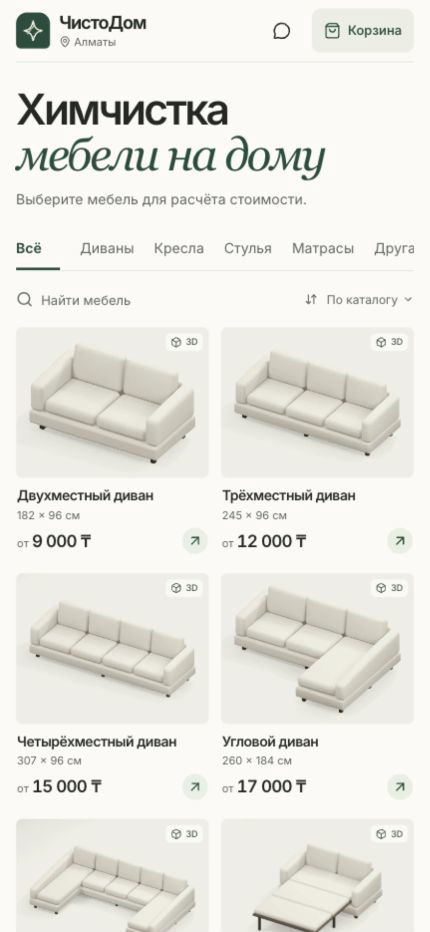 ЧистоДом
Алматы
Корзина
Химчистка
мебели на дому
Выберите мебель для расчёта стоимости.
Всё Диваны Кресла Стулья Матрасы Друга
Найти мебель
По каталогу
3D
3D
Двухместный диван
182 × 96 см
от 9 000 ₸
Трёхместный диван
245 × 96 см
от 12 000 ₸
3D
3D
Четырёхместный диван
307 × 96 см
от 15 000 ₸
Угловой диван
260 × 184 см
от 17 000 ₸
3D
3D